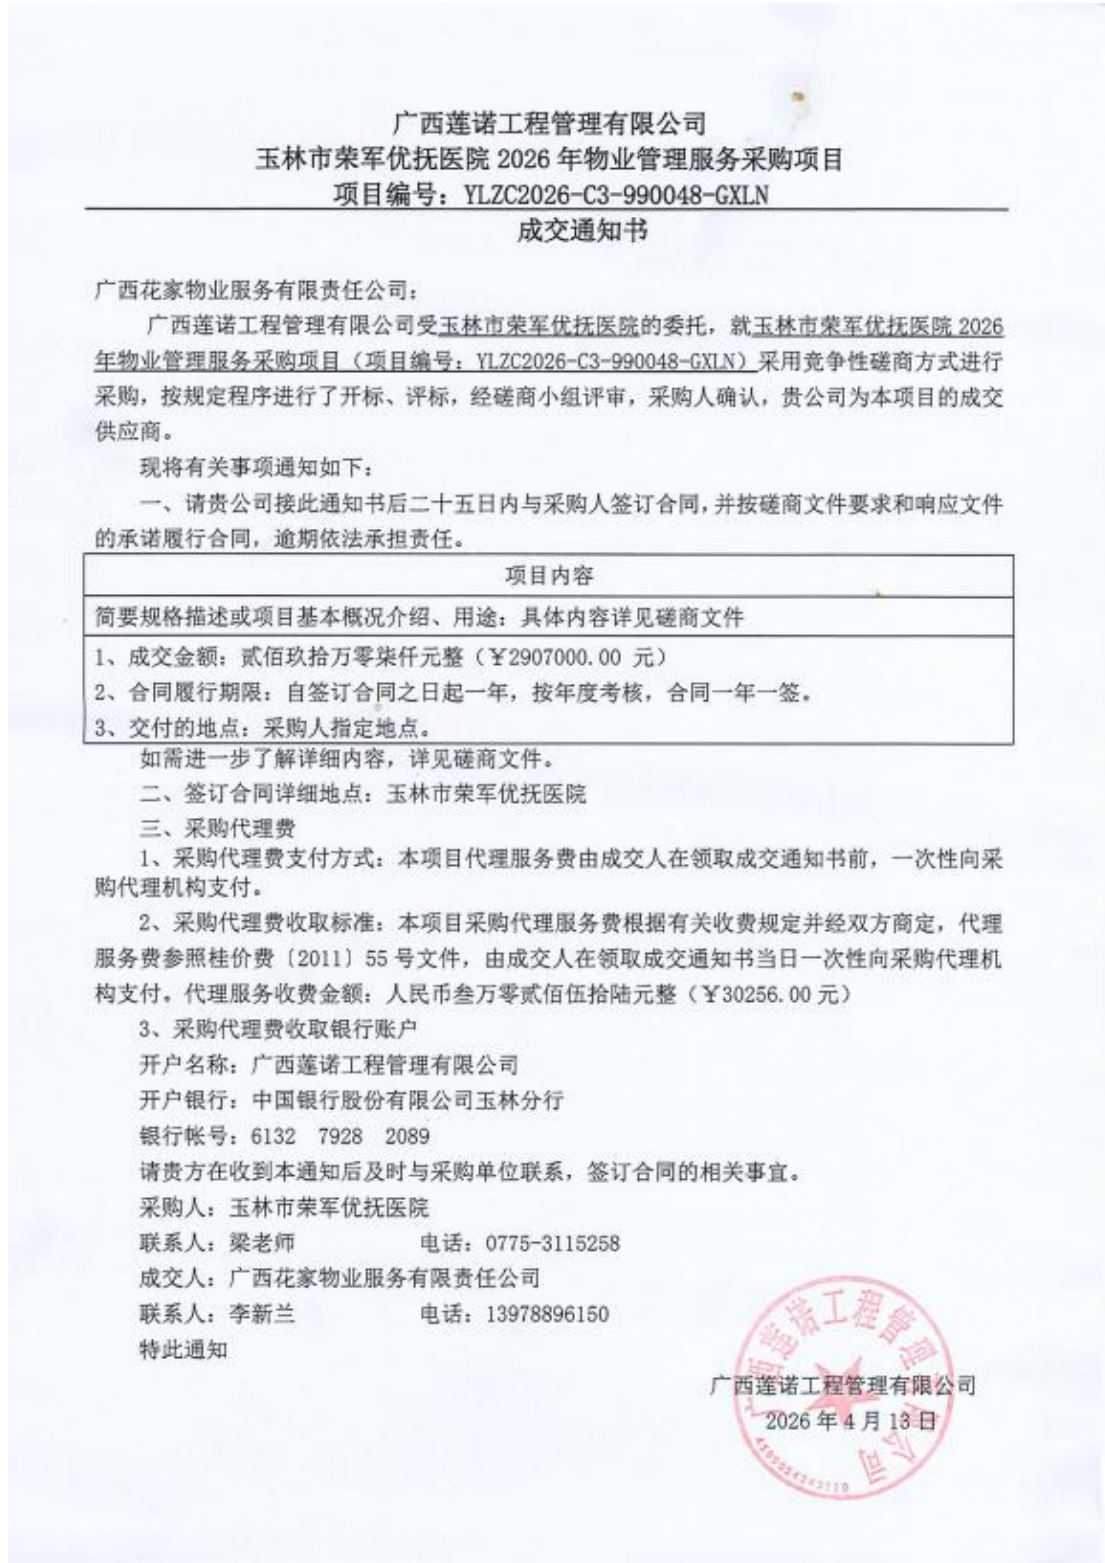 广西莲诺工程管理有限公司
玉林市荣军优抚医院 2026 年物业管理服务采购项目
项目编号：YLZC2026-C3-990048-GXLN
成交通知书
广西花家物业服务有限责任公司：
广西莲诺工程管理有限公司受玉林市荣军优抚医院的委托，就玉林市荣军优抚医院 2026
年物业管理服务采购项目（项目编号：YLZC2026-C3-990048-GXLN）采用竞争性磋商方式进行
采购，按规定程序进行了开标、评标，经磋商小组评审，采购人确认，贵公司为本项目的成交
供应商。
现将有关事项通知如下：
一、请贵公司接此通知书后二十五日内与采购人签订合同，并按磋商文件要求和响应文件
的承诺履行合同，逾期依法承担责任。
项目内容
简要规格描述或项目基本概况介绍、用途：具体内容详见磋商文件
1、成交金额：贰佰玖拾万零柒仟元整（￥2907000.00 元）
2、合同履行期限：自签订合同之日起一年，按年度考核，合同一年一签。
3、交付的地点：采购人指定地点。
如需进一步了解详细内容，详见磋商文件。
二、签订合同详细地点：玉林市荣军优抚医院
三、采购代理费
1、采购代理费支付方式：本项目代理服务费由成交人在领取成交通知书前，一次性向采
购代理机构支付。
2、采购代理费收取标准：本项目采购代理服务费根据有关收费规定并经双方商定，代理
服务费参照桂价费〔2011〕55 号文件，由成交人在领取成交通知书当日一次性向采购代理机
构支付。代理服务收费金额：人民币叁万零贰佰伍拾陆元整（￥30256.00 元）
3、采购代理费收取银行账户
开户名称：广西莲诺工程管理有限公司
开户银行：中国银行股份有限公司玉林分行
银行帐号：6132 7928 2089
请贵方在收到本通知后及时与采购单位联系，签订合同的相关事宜。
采购人：玉林市荣军优抚医院
联系人：梁老师 电话：0775-3115258
成交人：广西花家物业服务有限责任公司
联系人：李新兰 电话：13978896150
特此通知
广西莲诺工程管理有限公司
2026 年 4 月 13 日
广西莲诺工程管理有限公司